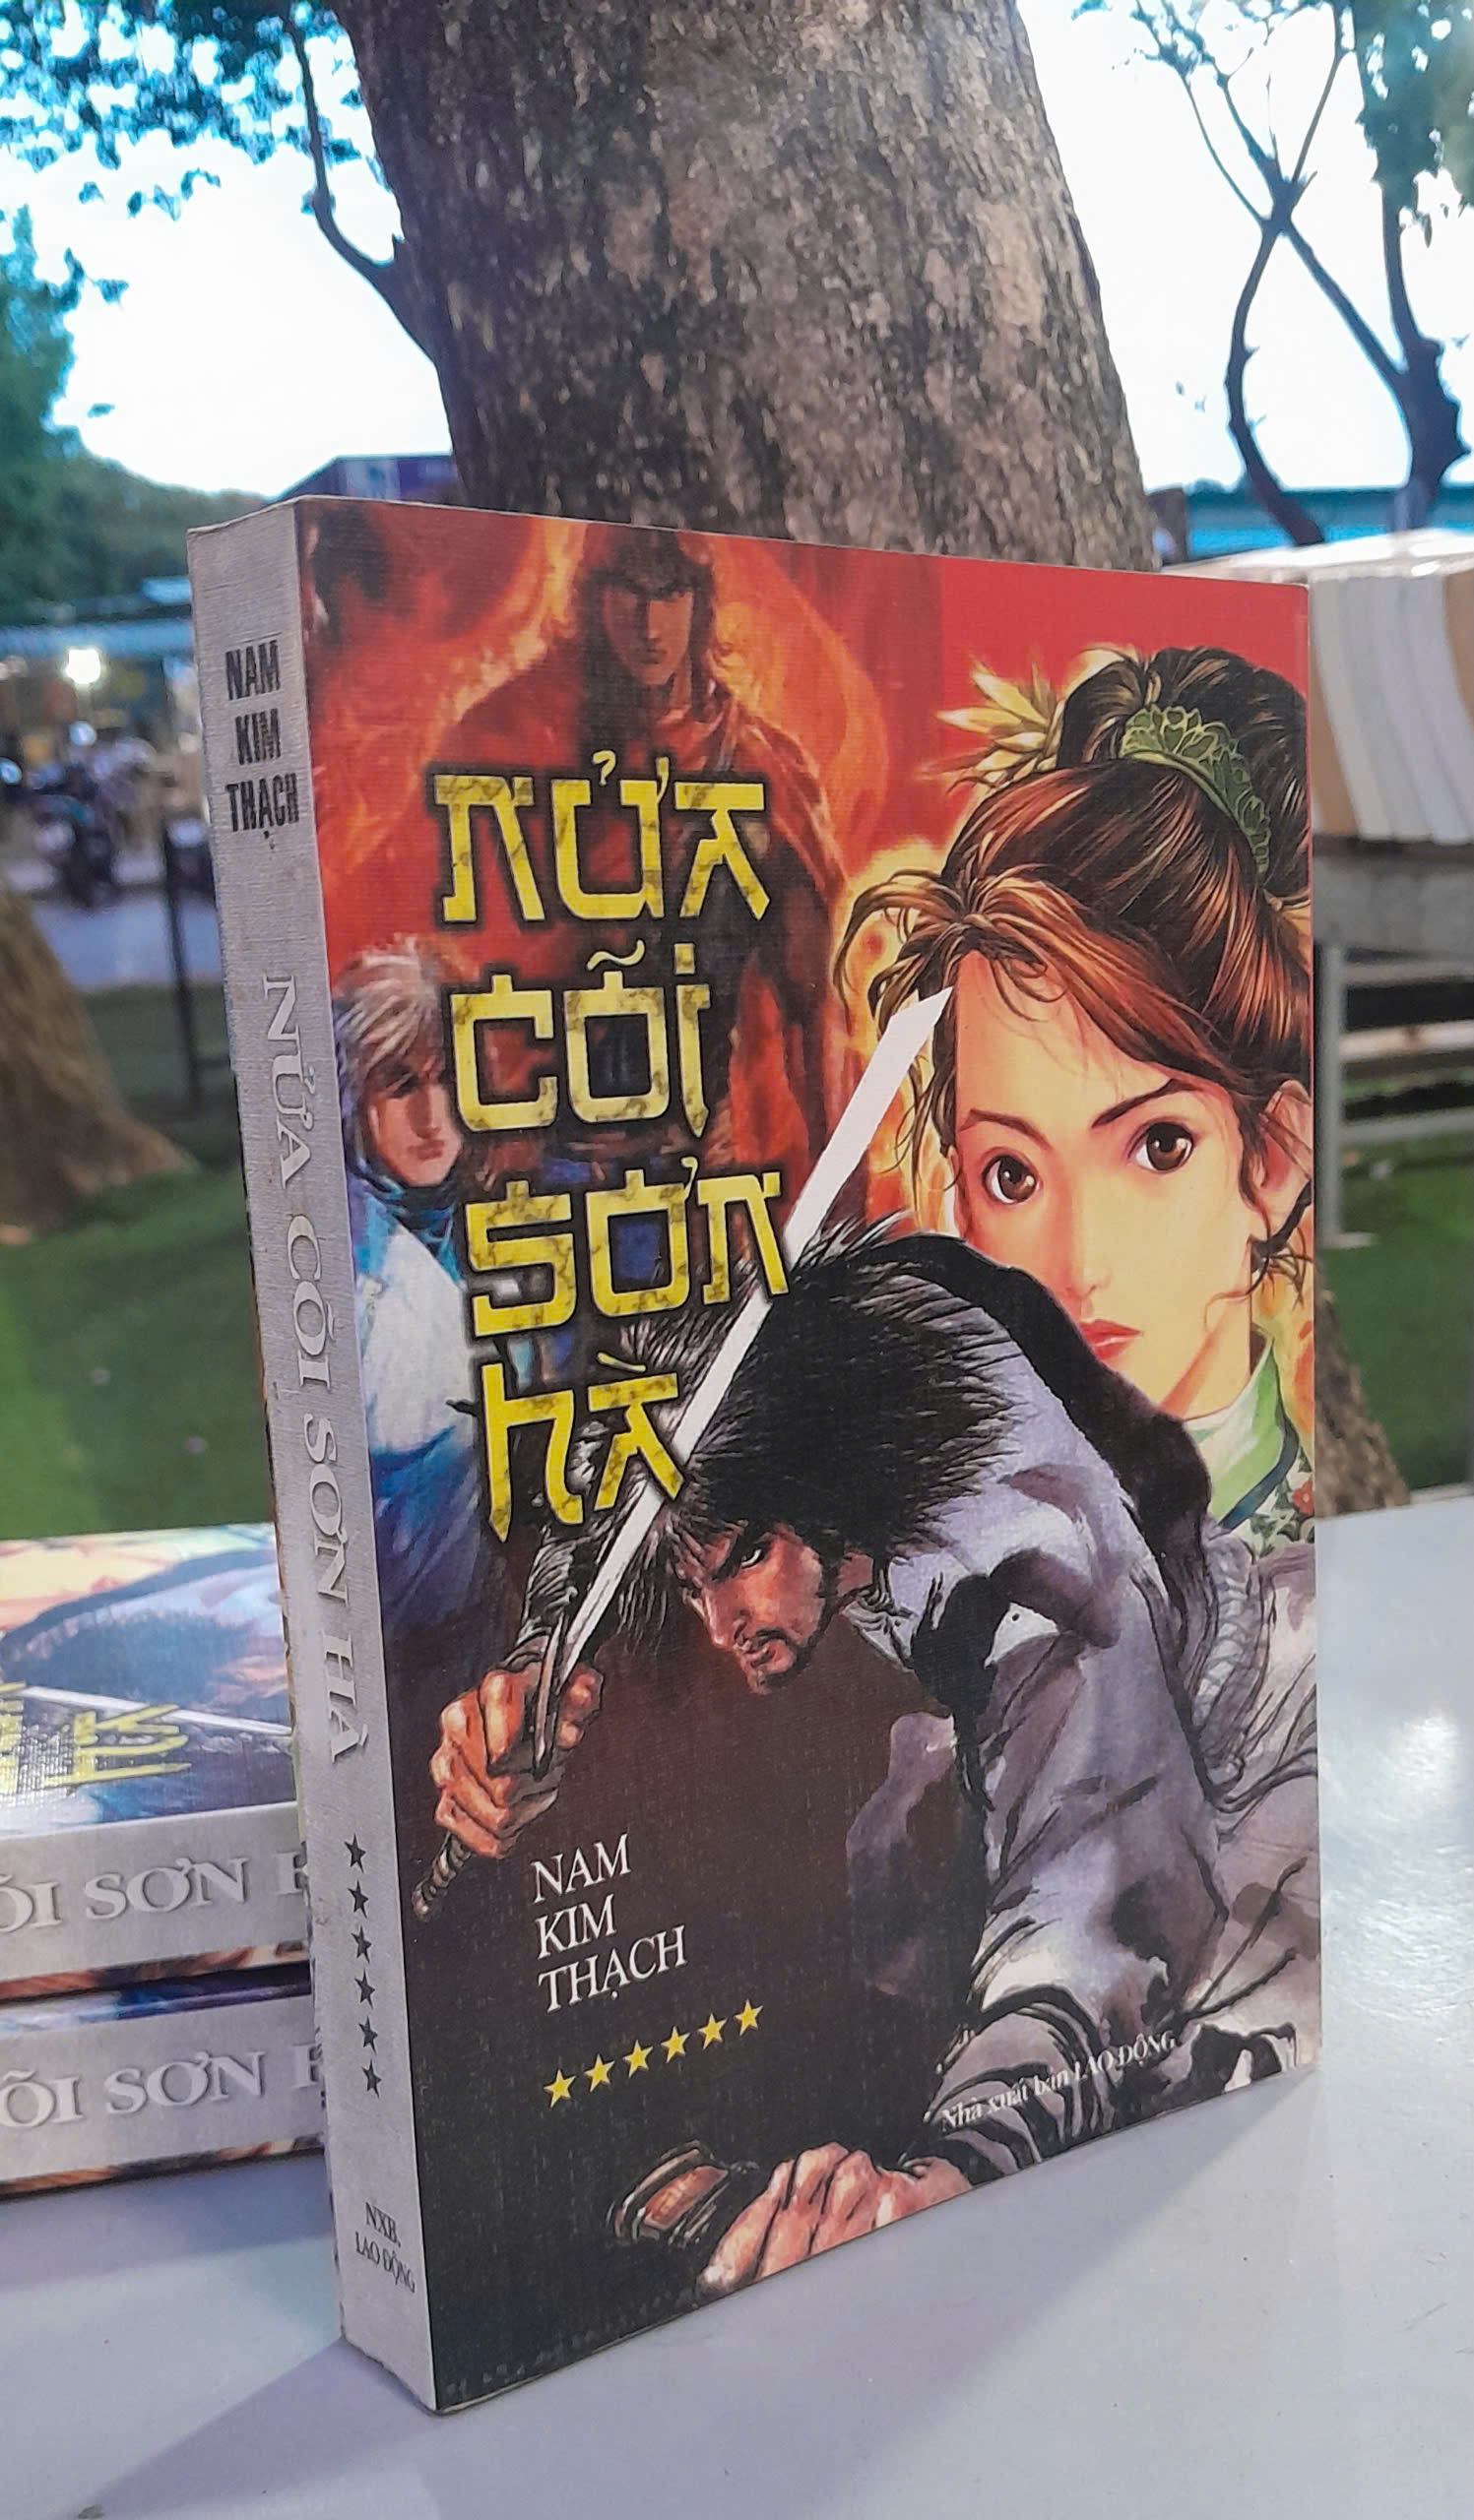 NAM
KIM
THẠCH
NỬA CÕI SƠN HÀ
★★★★★★
NXB.
LAO ĐỘNG
NỬA
CÕI
SƠN
HÀ
NAM
KIM
THẠCH
★★★★★★
Nhà xuất bản LAO ĐỘNG
ÕI SƠN
ÕI SƠN